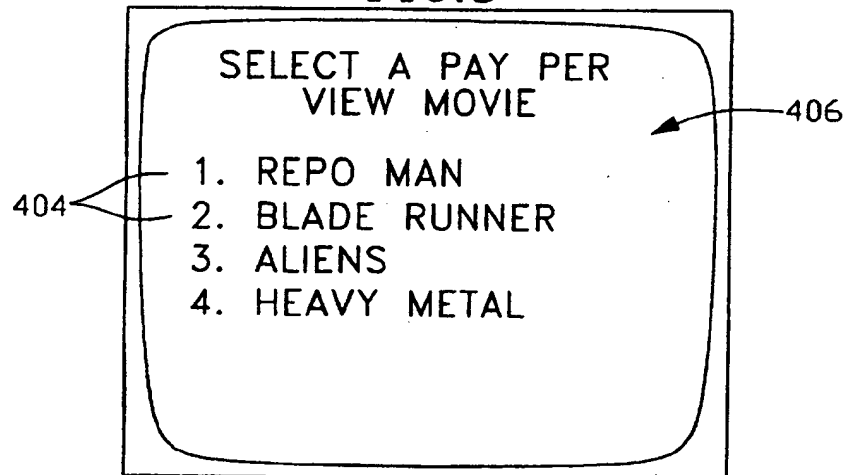 SELECT A PAY PER
VIEW MOVIE
406
1. REPO MAN
404
2. BLADE RUNNER
3. ALIENS
4. HEAVY METAL